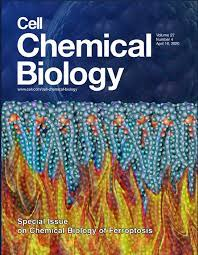 Cell
Chemical
Biology
Volume 27
Number 4
April 16, 2020
www.cell.com/cell-chemical-biology
Special Issue
on Chemical Biology of Ferroptosis